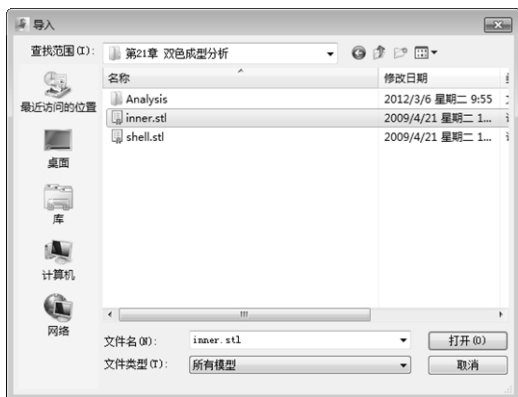 导入
查找范围(I): 第21章 双色成型分析
名称 修改日期
Analysis 2012/3/6 星期二 9:55
inner.stl 2009/4/21 星期二 1...
shell.stl 2009/4/21 星期二 1...
最近访问的位置
桌面
库
计算机
网络
文件名(N): inner.stl 打开(O)
文件类型(T): 所有模型 取消